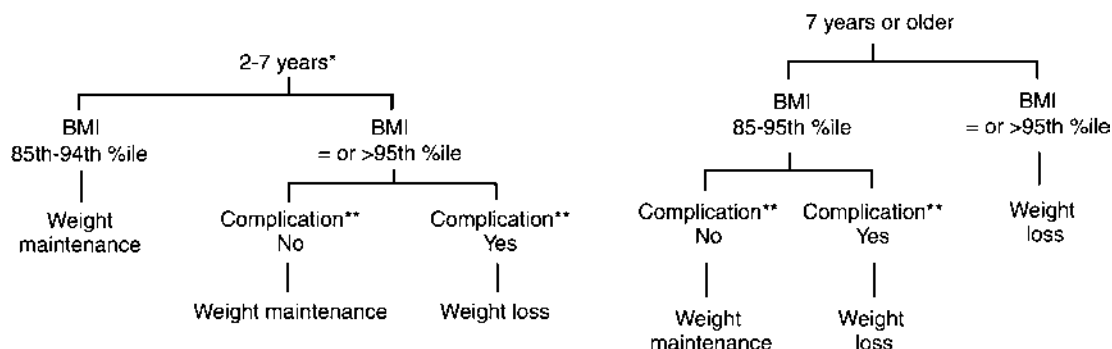 2-7 years*
BMI
85th-94th %ile
Weight
maintenance
BMI
= or >95th %ile
Complication**
No
Weight maintenance
Complication**
Yes
Weight loss
7 years or older
BMI
85-95th %ile
Complication**
No
Weight
maintenance
Complication**
Yes
Weight
loss
BMI
= or >95th %ile
Weight
loss